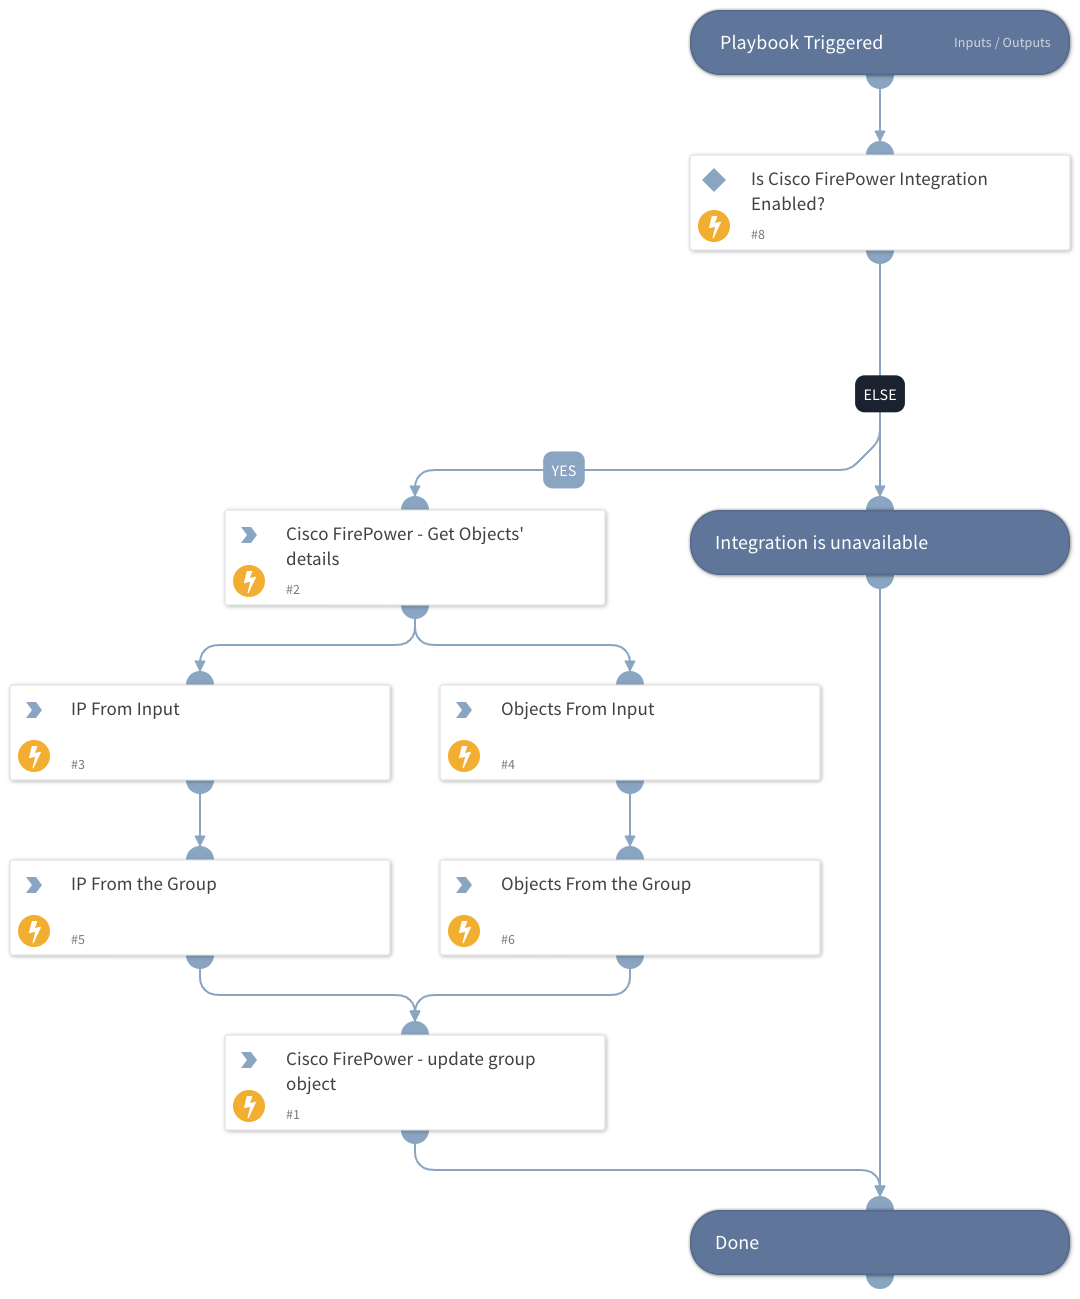 Playbook Triggered
Inputs / Outputs
Is Cisco FirePower Integration
Enabled?
#8
ELSE
YES
Cisco FirePower - Get Objects'
details
#2
Integration is unavailable
IP From Input
#3
Objects From Input
#4
IP From the Group
#5
Objects From the Group
#6
Cisco FirePower - update group
object
#1
Done